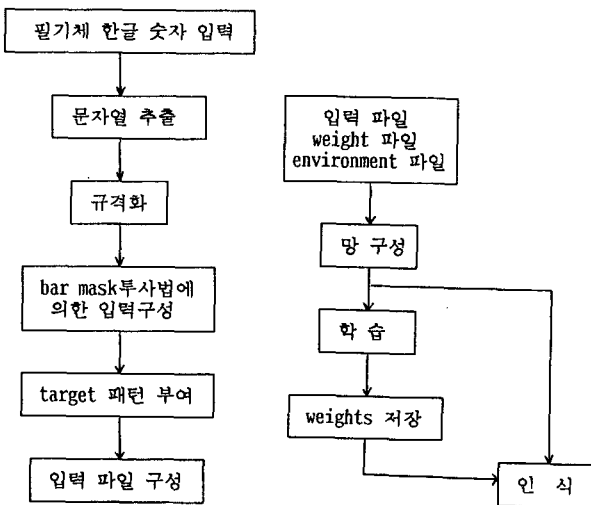 필기체 한글 숫자 입력
문자열 추출
규격화
bar mask투사법에
의한 입력구성
target 패턴 부여
입력 파일 구성
입력 파일
weight 파일
environment 파일
망 구성
학 습
weights 저장
인 식